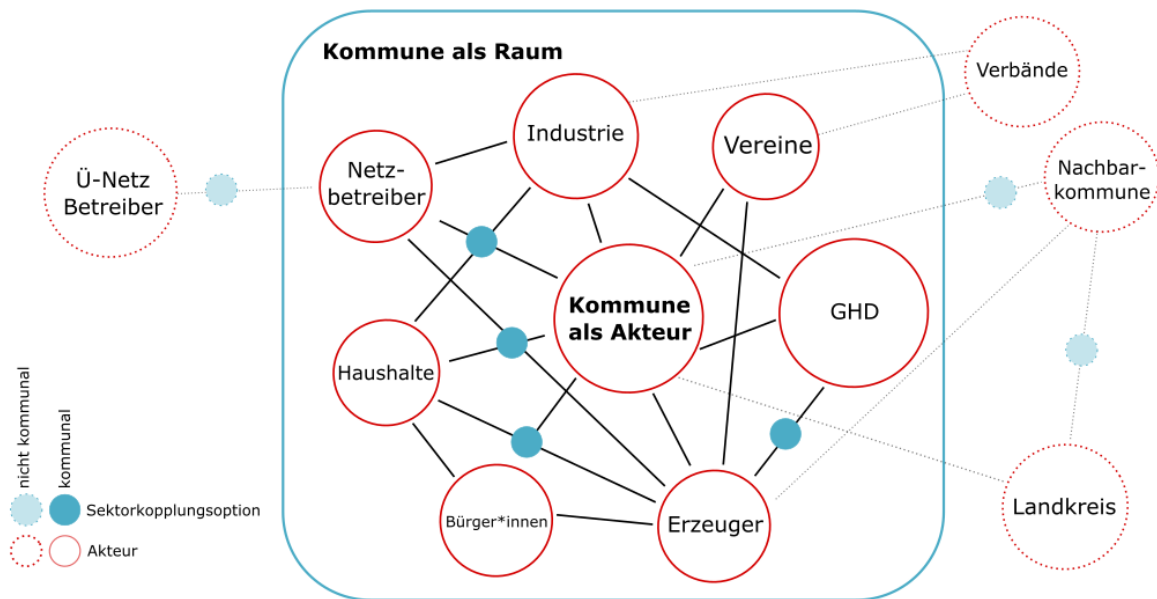 Kommune als Raum
Verbände
Industrie
Vereine
Nachbar-
kommune
Ü-Netz
Betreiber
Netz-
betreiber
Kommune
als Akteur
GHD
Haushalte
nicht kommunal
kommunal
Sektorkopplungsoption
Akteur
Bürger*innen
Erzeuger
Landkreis